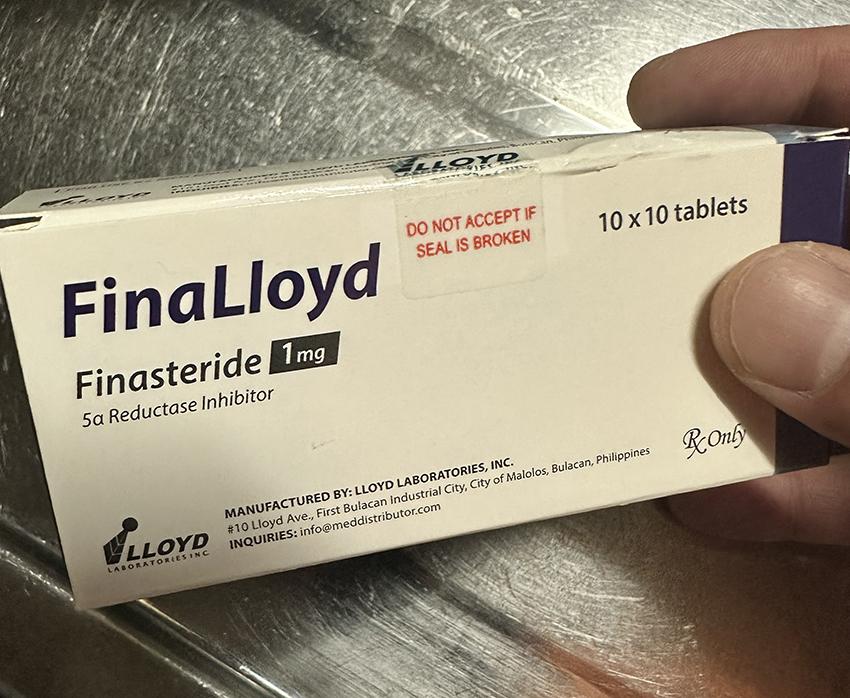 LLOYD
DO NOT ACCEPT IF
SEAL IS BROKEN
10 x 10 tablets
FinaLloyd
Finasteride 1mg
5α Reductase Inhibitor
Rx Only
MANUFACTURED BY: LLOYD LABORATORIES, INC.
#10 Lloyd Ave., First Bulacan Industrial City, City of Malolos, Bulacan, Philippines
INQUIRIES: info@meddistributor.com
LLOYD
LABORATORIES INC.